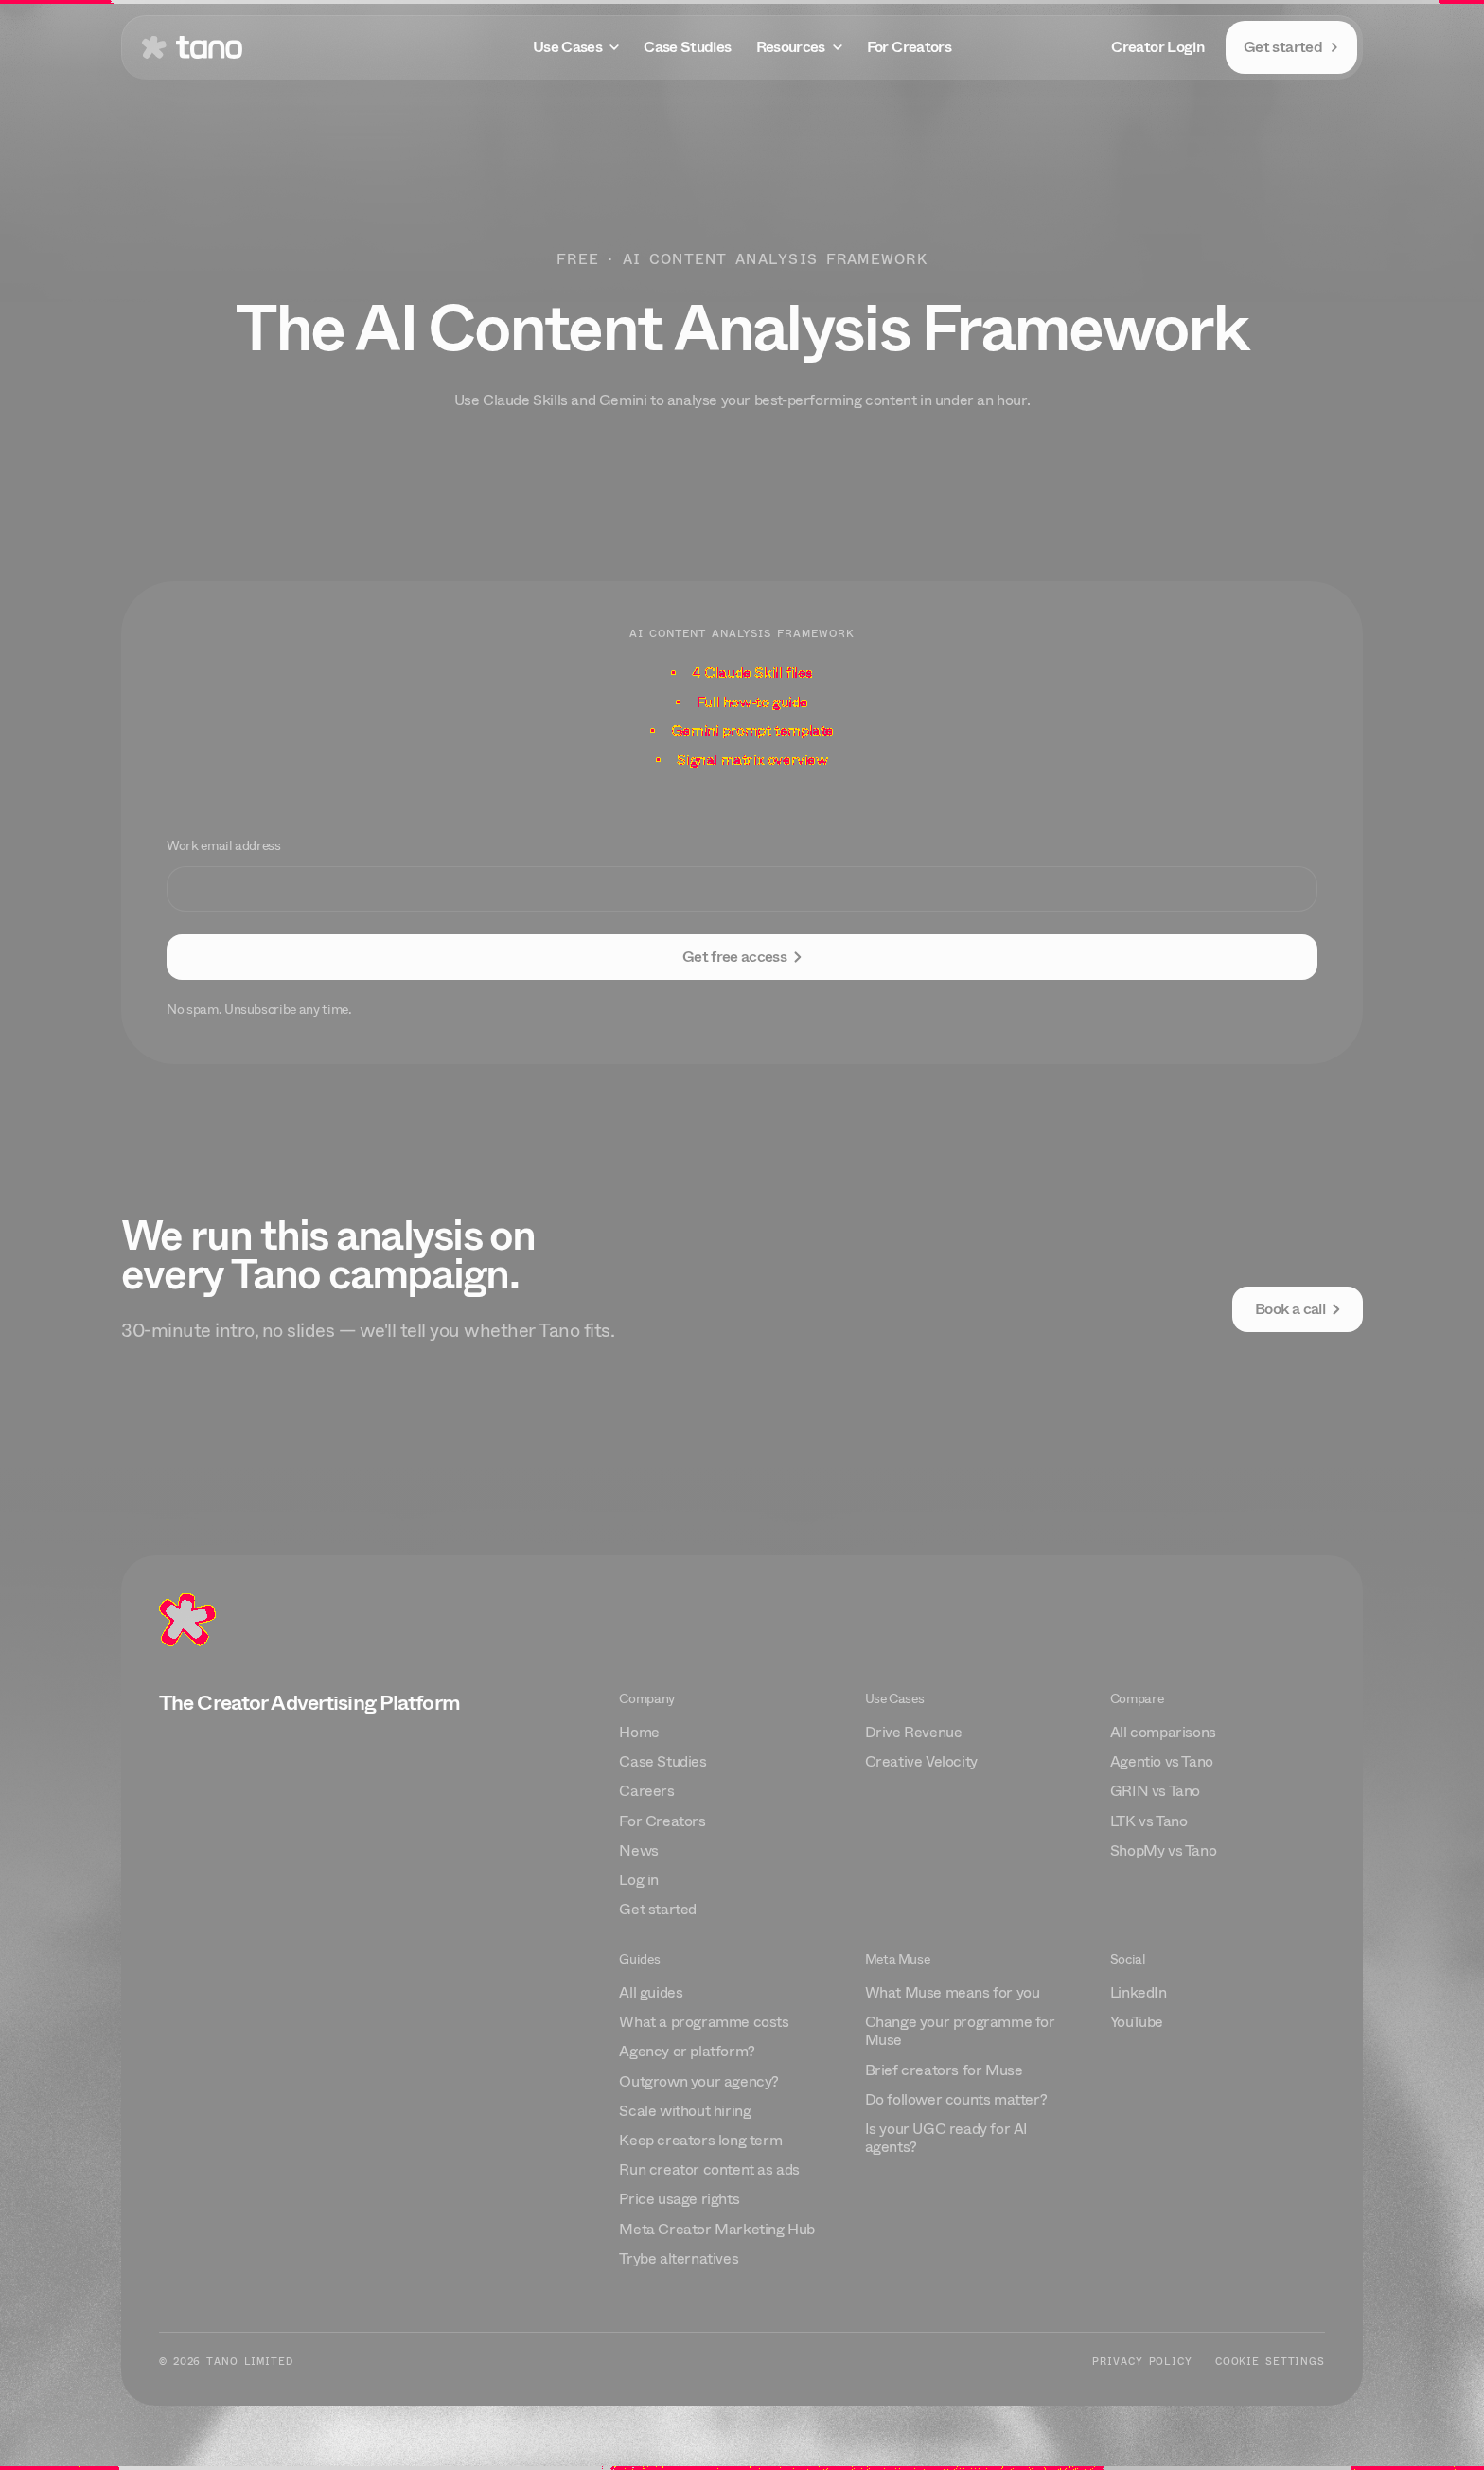 tano
Use Cases
Case Studies
Resources
For Creators
Creator Login
Get started
FREE · AI CONTENT ANALYSIS FRAMEWORK
The AI Content Analysis Framework
Use Claude Skills and Gemini to analyse your best-performing content in under an hour.
AI CONTENT ANALYSIS FRAMEWORK
• 4 Claude Skill files
• Full how-to guide
• Gemini prompt template
• Signal matrix overview
Work email address
Get free access
No spam. Unsubscribe any time.
We run this analysis on
every Tano campaign.
30-minute intro, no slides — we'll tell you whether Tano fits.
Book a call
The Creator Advertising Platform
Company
Home
Case Studies
Careers
For Creators
News
Log in
Get started
Use Cases
Drive Revenue
Creative Velocity
Compare
All comparisons
Agentio vs Tano
GRIN vs Tano
LTK vs Tano
ShopMy vs Tano
Guides
All guides
What a programme costs
Agency or platform?
Outgrown your agency?
Scale without hiring
Keep creators long term
Run creator content as ads
Price usage rights
Meta Creator Marketing Hub
Trybe alternatives
Meta Muse
What Muse means for you
Change your programme for
Muse
Brief creators for Muse
Do follower counts matter?
Is your UGC ready for AI
agents?
Social
LinkedIn
YouTube
© 2026 TANO LIMITED
PRIVACY POLICY
COOKIE SETTINGS